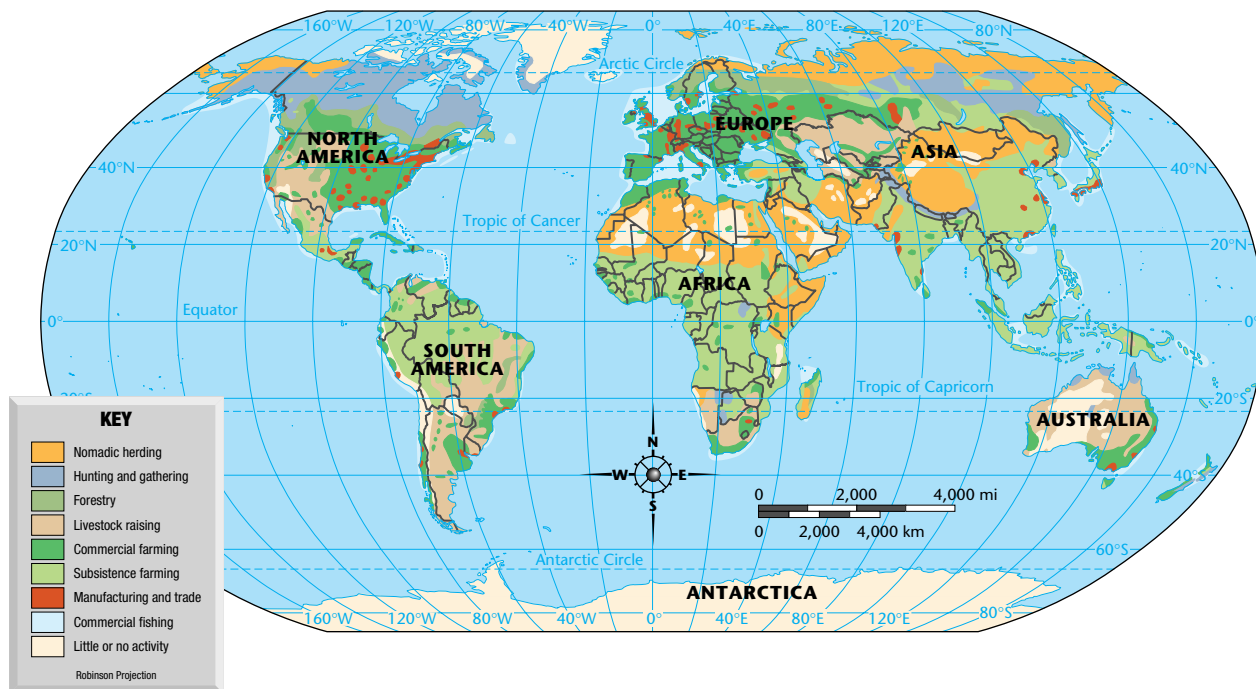 160°W 120°W 80°W 40°W 0° 40°E 80°E 120°E 160°E
80°N 80°N
Arctic Circle
NORTH
AMERICA
EUROPE
ASIA
40°N 40°N
Tropic of Cancer
20°N 20°N
AFRICA
Equator
0° 0°
SOUTH
AMERICA
Tropic of Capricorn
20°S 20°S
AUSTRALIA
N
W E
S
40°S
0 2,000 4,000 mi
0 2,000 4,000 km
60°S
Antarctic Circle
ANTARCTICA
80°S
160°W 120°W 80°W 40°W 0° 40°E 80°E 120°E 160°E
KEY
Nomadic herding
Hunting and gathering
Forestry
Livestock raising
Commercial farming
Subsistence farming
Manufacturing and trade
Commercial fishing
Little or no activity
Robinson Projection